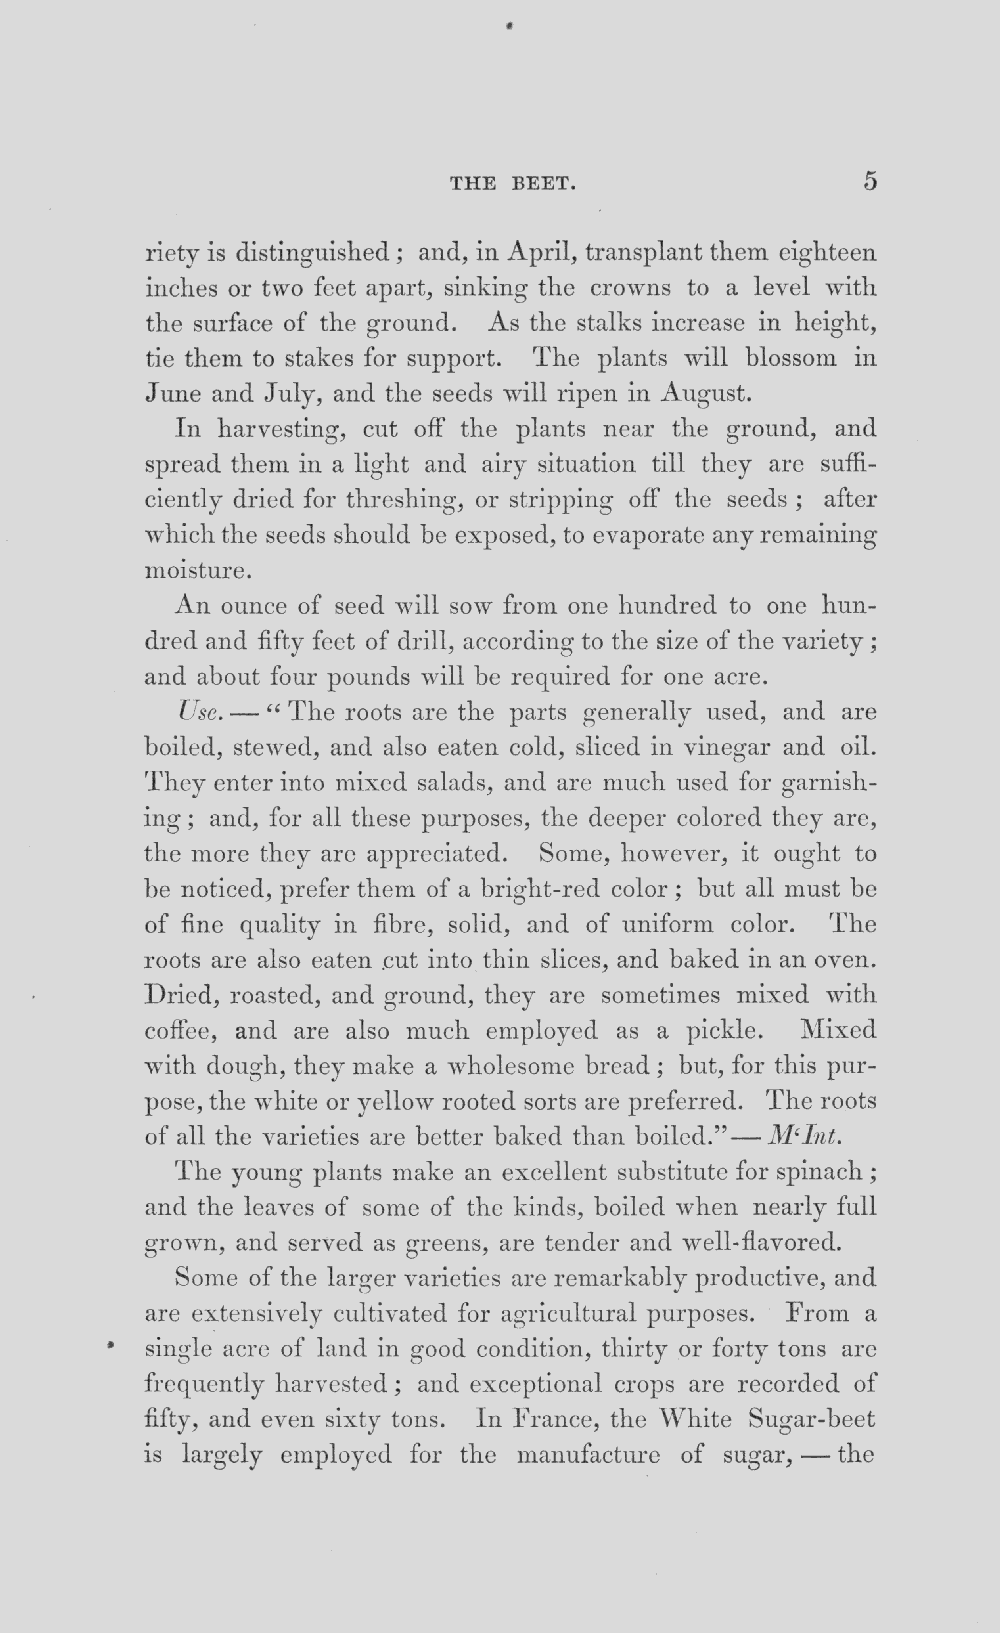 THE BEET. 5
riety is distinguished ; and, in April, transplant them eighteen
inches or two feet apart, sinking the crowns to a level with
the surface of the ground. As the stalks increase in height,
tie them to stakes for support. The plants will blossom in
June and July, and the seeds will ripen in August.
In harvesting, cut off the plants near the ground, and
spread them in a light and airy situation till they are suffi-
ciently dried for threshing, or stripping off the seeds ; after
which the seeds should be exposed, to evaporate any remaining
moisture.
An ounce of seed will sow from one hundred to one hun-
dred and fifty feet of drill, according to the size of the variety ;
and about four pounds will be required for one acre.
Use. — “ The roots are the parts generally used, and are
boiled, stewed, and also eaten cold, sliced in vinegar and oil.
They enter into mixed salads, and are much used for garnish-
ing ; and, for all these purposes, the deeper colored they are,
the more they are appreciated. Some, however, it ought to
be noticed, prefer them of a bright-red color ; but all must be
of fine quality in fibre, solid, and of uniform color. The
roots are also eaten cut into thin slices, and baked in an oven.
Dried, roasted, and ground, they are sometimes mixed with
coffee, and are also much employed as a pickle. Mixed
with dough, they make a wholesome bread ; but, for this pur-
pose, the white or yellow rooted sorts are preferred. The roots
of all the varieties are better baked than boiled.” — M‘Int.
The young plants make an excellent substitute for spinach ;
and the leaves of some of the kinds, boiled when nearly full
grown, and served as greens, are tender and well-flavored.
Some of the larger varieties are remarkably productive, and
are extensively cultivated for agricultural purposes. From a
single acre of land in good condition, thirty or forty tons are
frequently harvested ; and exceptional crops are recorded of
fifty, and even sixty tons. In France, the White Sugar-beet
is largely employed for the manufacture of sugar, — the